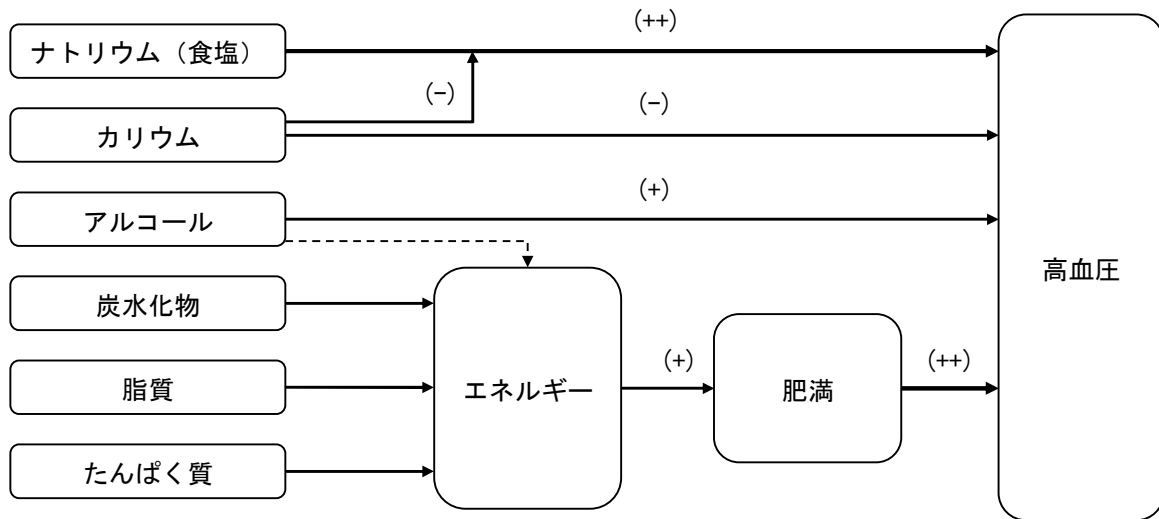 ナトリウム（食塩）
(++)
カリウム
(-)
(-)
アルコール
(+)
炭水化物
脂質
たんぱく質
エネルギー
(+)
肥満
(++)
高血圧